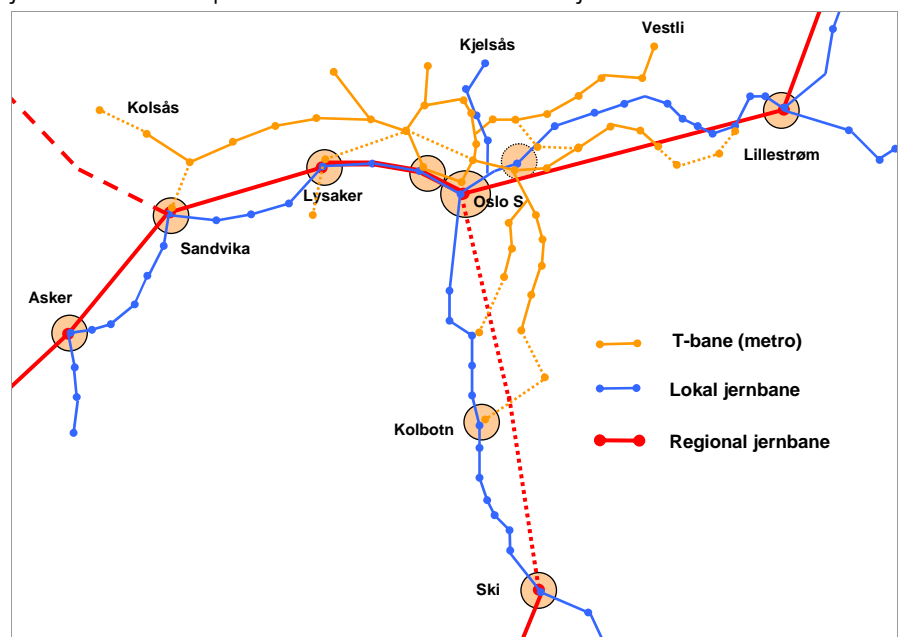 Vestli
Kjelsås
Kolsås
Lillestrøm
Lysaker
Oslo S
Sandvika
Asker
T-bane (metro)
Lokal jernbane
Kolbotn
Regional jernbane
Ski